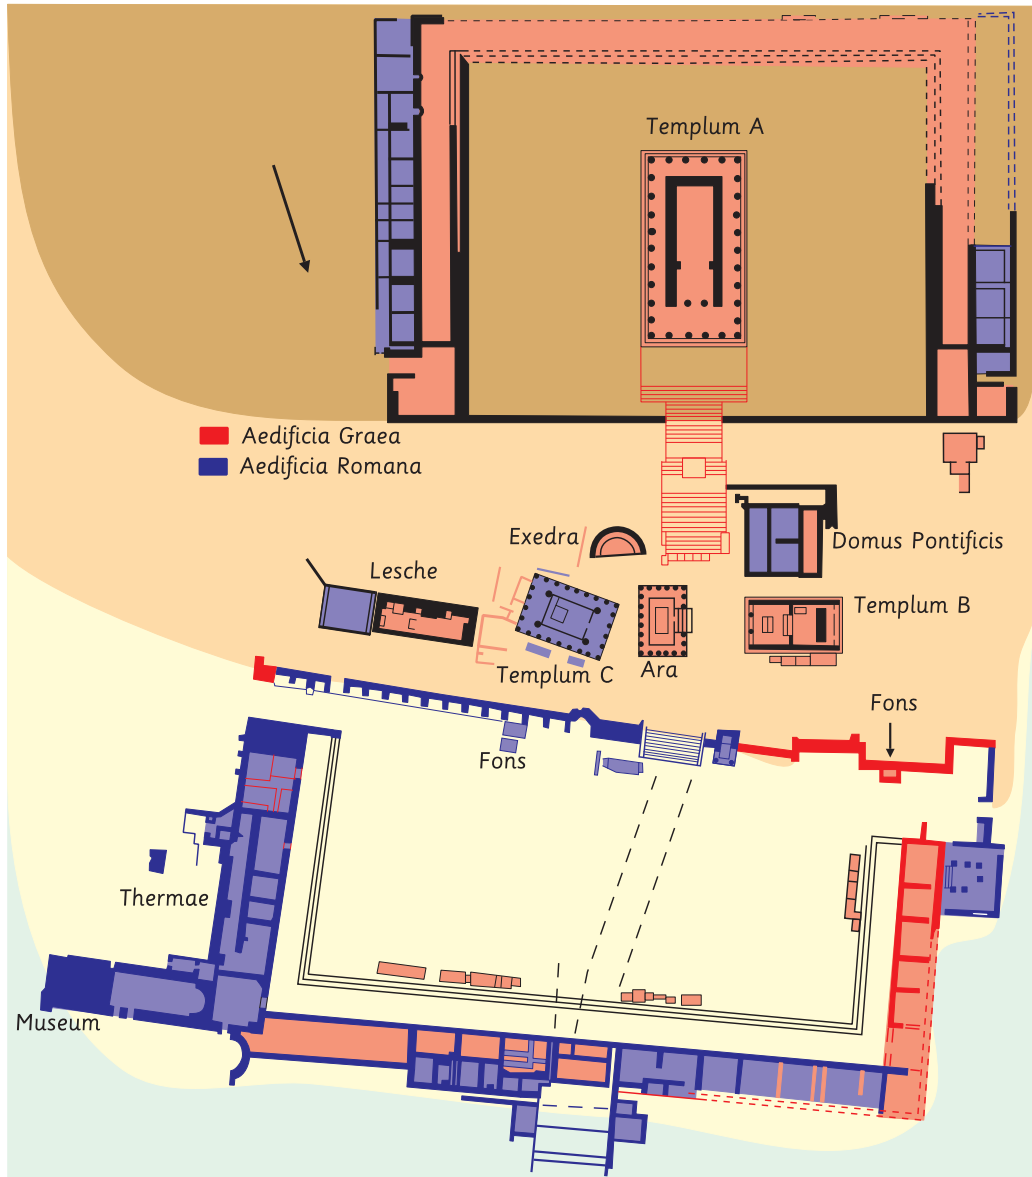 Templum A
Aedificia Graea
Aedificia Romana
Exedra
Domus Pontificis
Lesche
Templum B
Templum C
Ara
Fons
Fons
Thermae
Museum